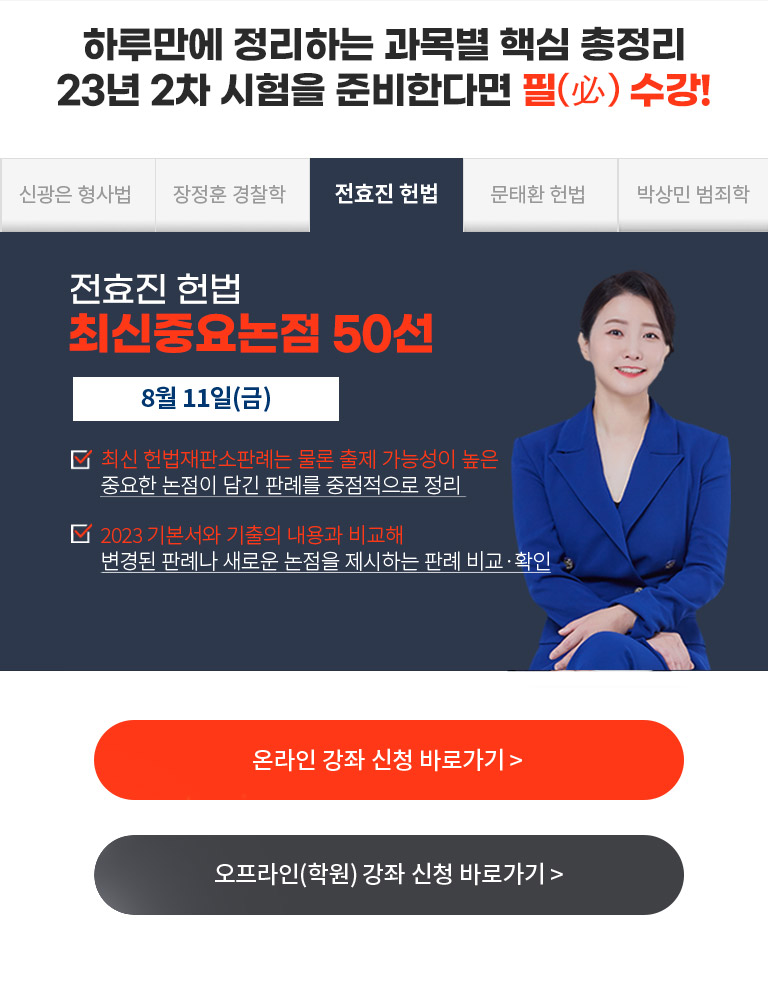 하루만에 정리하는 과목별 핵심 총정리
23년 2차 시험을 준비한다면 필(必) 수강!
신광은 형사법
장정훈 경찰학
전효진 헌법
문태환 헌법
박상민 범죄학
전효진 헌법
최신중요논점 50선
8월 11일(금)
최신 헌법재판소판례는 물론 출제 가능성이 높은
중요한 논점이 담긴 판례를 중점적으로 정리
2023 기본서와 기출의 내용과 비교해
변경된 판례나 새로운 논점을 제시하는 판례 비교·확인
온라인 강좌 신청 바로가기 >
오프라인(학원) 강좌 신청 바로가기 >